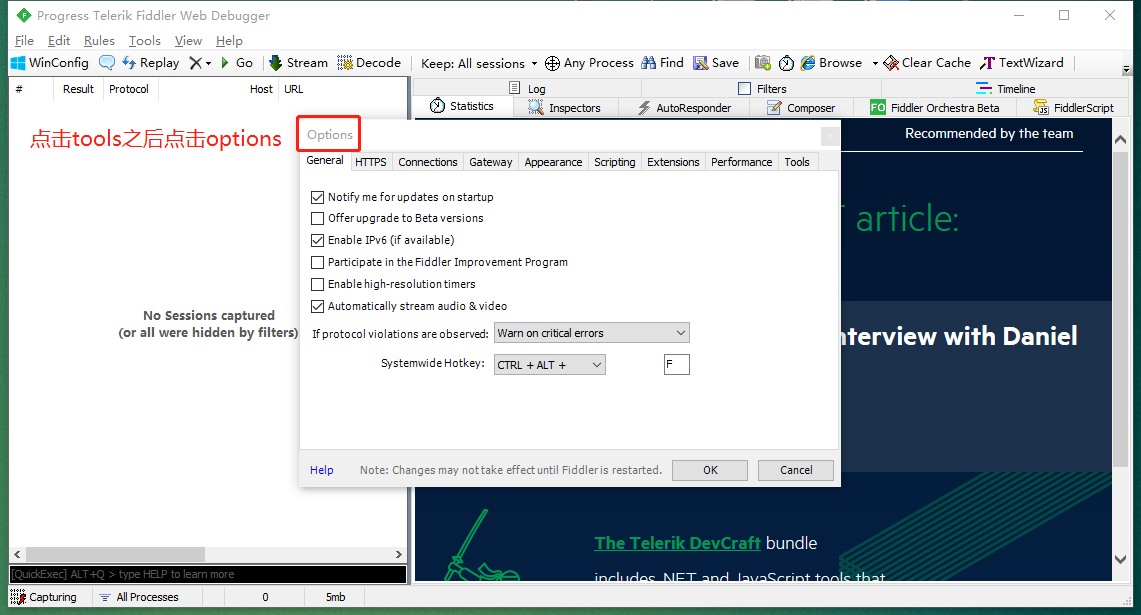 Progress Telerik Fiddler Web Debugger
File Edit Rules Tools View Help
WinConfig Replay Go Stream Decode Keep: All sessions Any Process Find Save Browse Clear Cache TextWizard
# Result Protocol Host URL
Log Filters Timeline
Statistics Inspectors AutoResponder Composer FO Fiddler Orchestra Beta FiddlerScript
点击tools之后点击options
Options
Recommended by the team
General HTTPS Connections Gateway Appearance Scripting Extensions Performance Tools
Notify me for updates on startup
Offer upgrade to Beta versions
article:
Enable IPv6 (if available)
Participate in the Fiddler Improvement Program
Enable high-resolution timers
Automatically stream audio & video
No Sessions captured
(or all were hidden by filters)
If protocol violations are observed: Warn on critical errors
nterview with Daniel
Systemwide Hotkey: CTRL + ALT + F
Help Note: Changes may not take effect until Fiddler is restarted. OK Cancel
The Telerik DevCraft bundle
includes .NET and JavaScript tools that
[QuickExec] ALT+Q > type HELP to learn more
Capturing All Processes 0 5mb